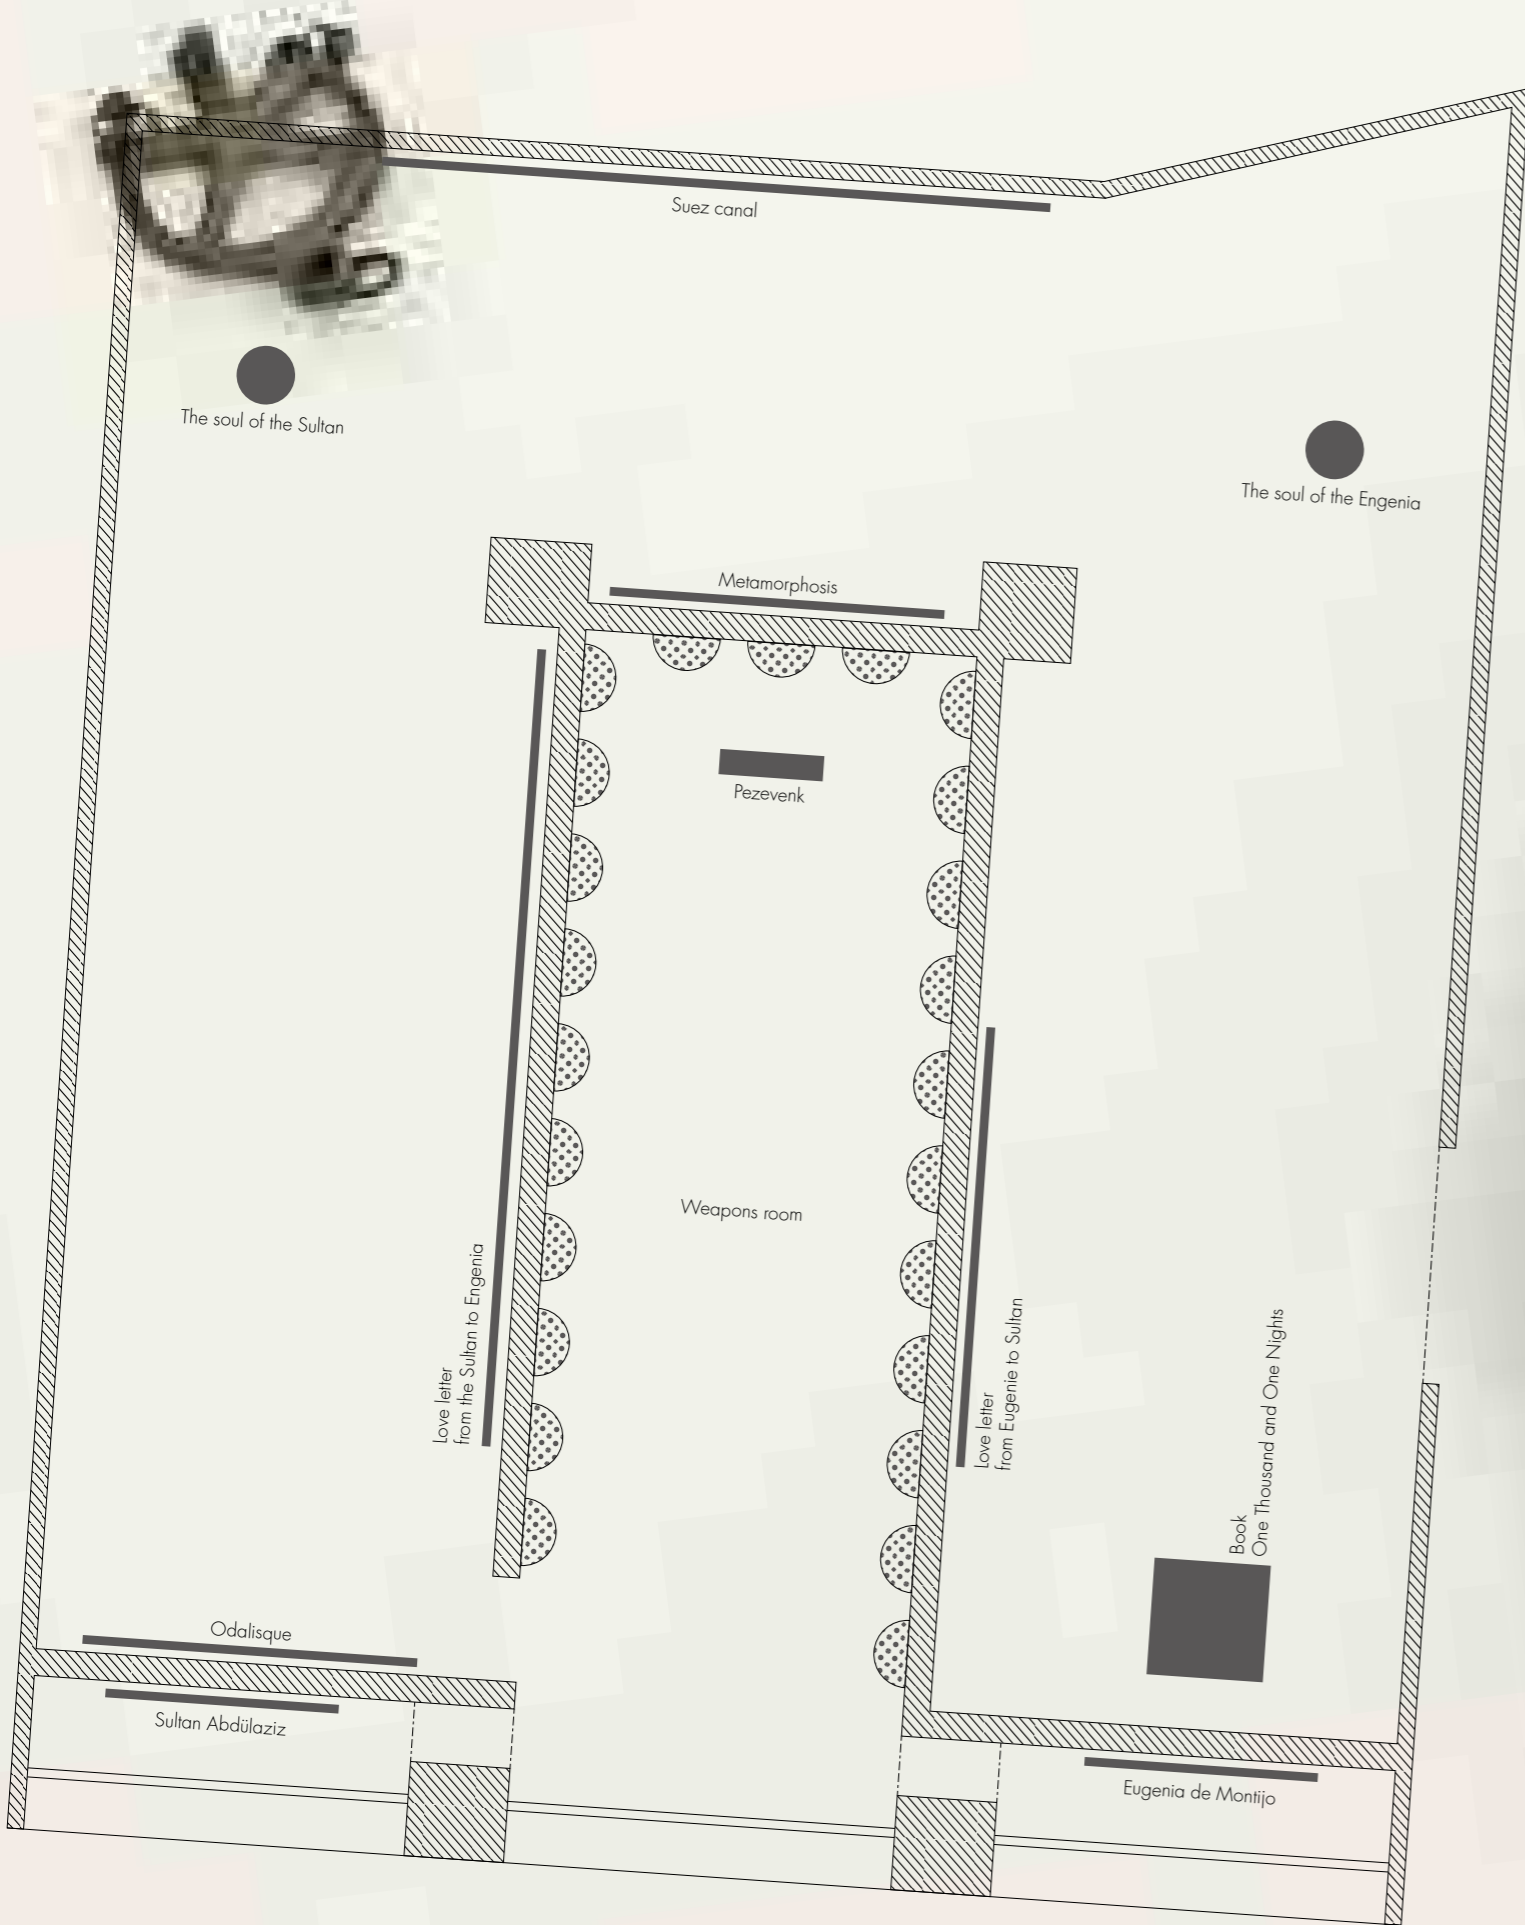 Suez canal
The soul of the Sultan
The soul of the Engenia
Metamorphosis
Pezevenk
Weapons room
Love letter
from the Sultan to Engenia
Love letter
from Eugenie to Sultan
Book
One Thousand and One Nights
Odalisque
Sultan Abdülaziz
Eugenia de Montijo